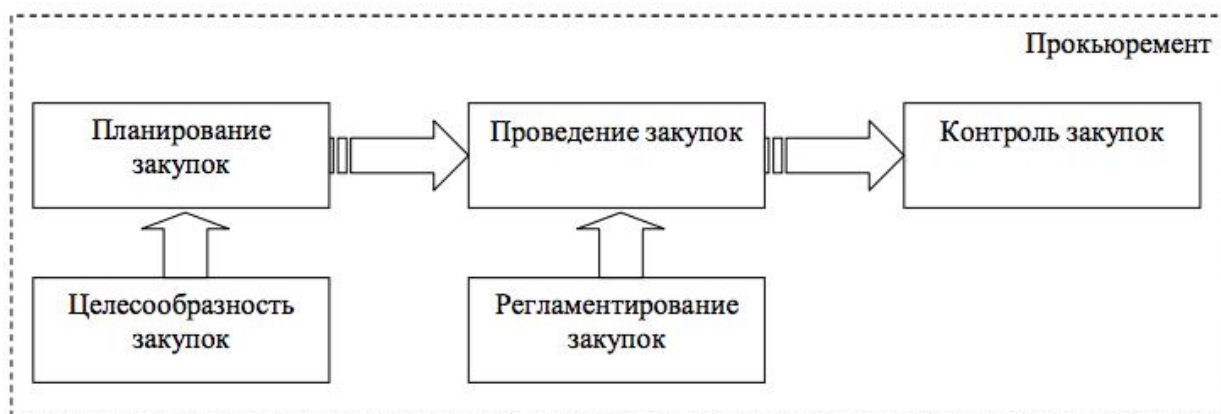 Прокьюремент
Планирование
закупок
Проведение закупок
Контроль закупок
Целесообразность
закупок
Регламентирование
закупок